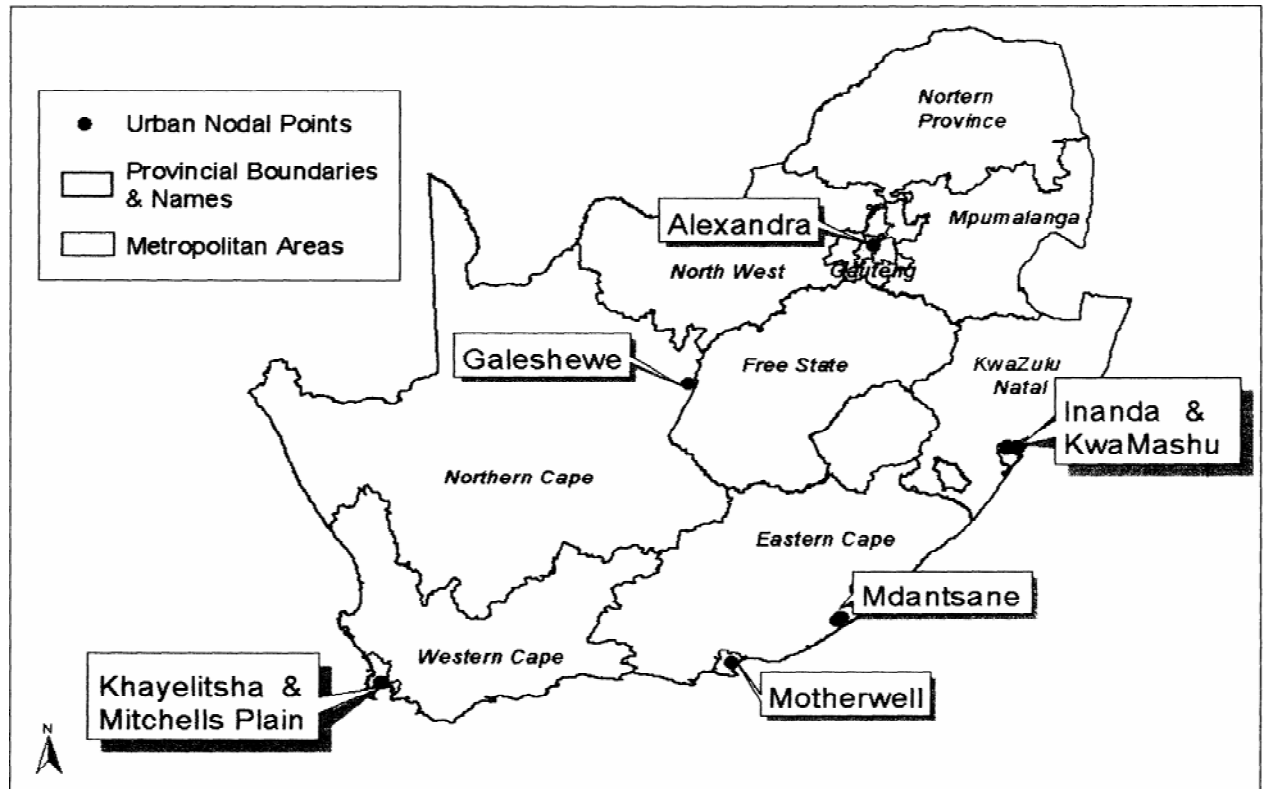 Urban Nodal Points
Provincial Boundaries
& Names
Metropolitan Areas
Nortern
Province
Alexandra
Mpumalanga
North West
Gauteng
Galeshewe
Free State
KwaZulu
Natal
Inanda &
KwaMashu
Northern Cape
Eastern Cape
Mdantsane
Western Cape
Khayelitsha &
Mitchells Plain
Motherwell
N